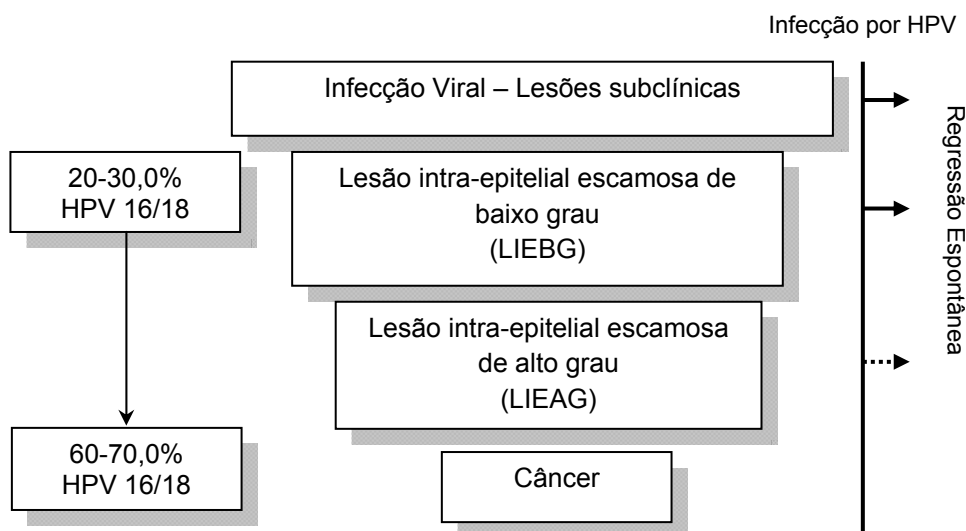 Infecção por HPV
Infecção Viral – Lesões subclínicas
20-30,0%
HPV 16/18
Lesão intra-epitelial escamosa de
baixo grau
(LIEBG)
Lesão intra-epitelial escamosa
de alto grau
(LIEAG)
60-70,0%
HPV 16/18
Câncer
Regressão Espontânea